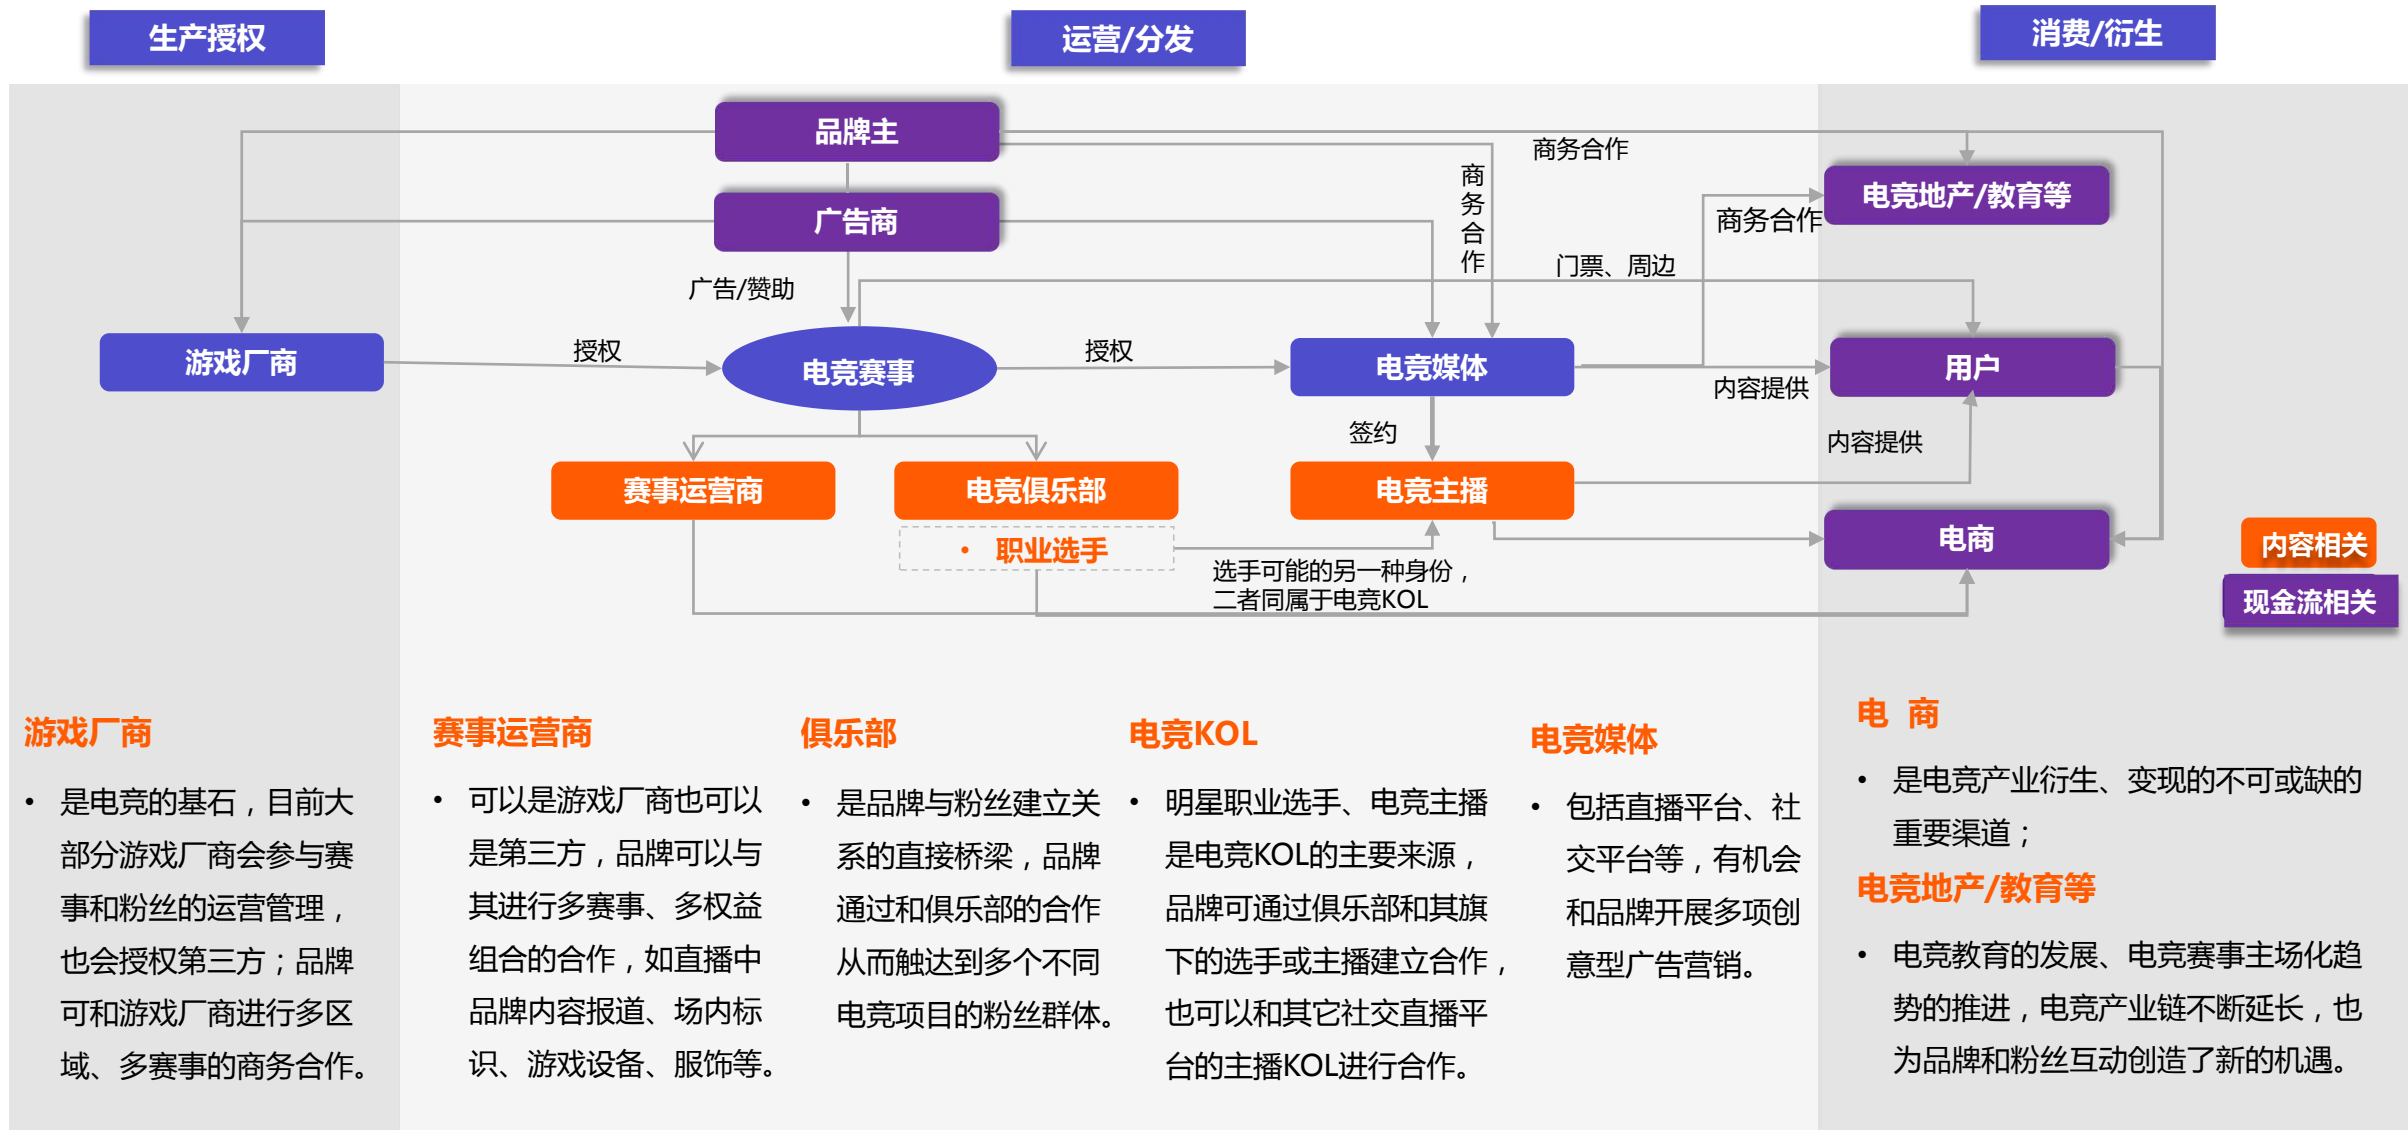 生产授权
运营/分发
消费/衍生
品牌主
商务合作
商
务
合
作
电竞地产/教育等
广告商
商务合作
门票、周边
广告/赞助
游戏厂商
授权
电竞赛事
授权
电竞媒体
用户
内容提供
签约
内容提供
赛事运营商
电竞俱乐部
电竞主播
• 职业选手
电商
选手可能的另一种身份，
二者同属于电竞KOL
内容相关
现金流相关
游戏厂商
• 是电竞的基石，目前大
部分游戏厂商会参与赛
事和粉丝的运营管理，
也会授权第三方；品牌
可和游戏厂商进行多区
域、多赛事的商务合作。
赛事运营商
• 可以是游戏厂商也可以
是第三方，品牌可以与
其进行多赛事、多权益
组合的合作，如直播中
品牌内容报道、场内标
识、游戏设备、服饰等。
俱乐部
• 是品牌与粉丝建立关
系的直接桥梁，品牌
通过和俱乐部的合作
从而触达到多个不同
电竞项目的粉丝群体。
电竞KOL
• 明星职业选手、电竞主播
是电竞KOL的主要来源，
品牌可通过俱乐部和其旗
下的选手或主播建立合作，
也可以和其它社交直播平
台的主播KOL进行合作。
电竞媒体
• 包括直播平台、社
交平台等，有机会
和品牌开展多项创
意型广告营销。
电 商
• 是电竞产业衍生、变现的不可或缺的
重要渠道；
电竞地产/教育等
• 电竞教育的发展、电竞赛事主场化趋
势的推进，电竞产业链不断延长，也
为品牌和粉丝互动创造了新的机遇。